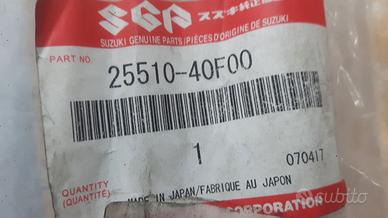 SGP スズキ純正部品
SUZUKI GENUINE PARTS (PIÈCES D'ORIGINE DE SUZUKI)
PART NO.
25510-40F00
1
070417
QUANTITY
(QUANTITÉ)
MADE IN JAPAN/FABRIQUE AU JAPON
CORPORATION
subito